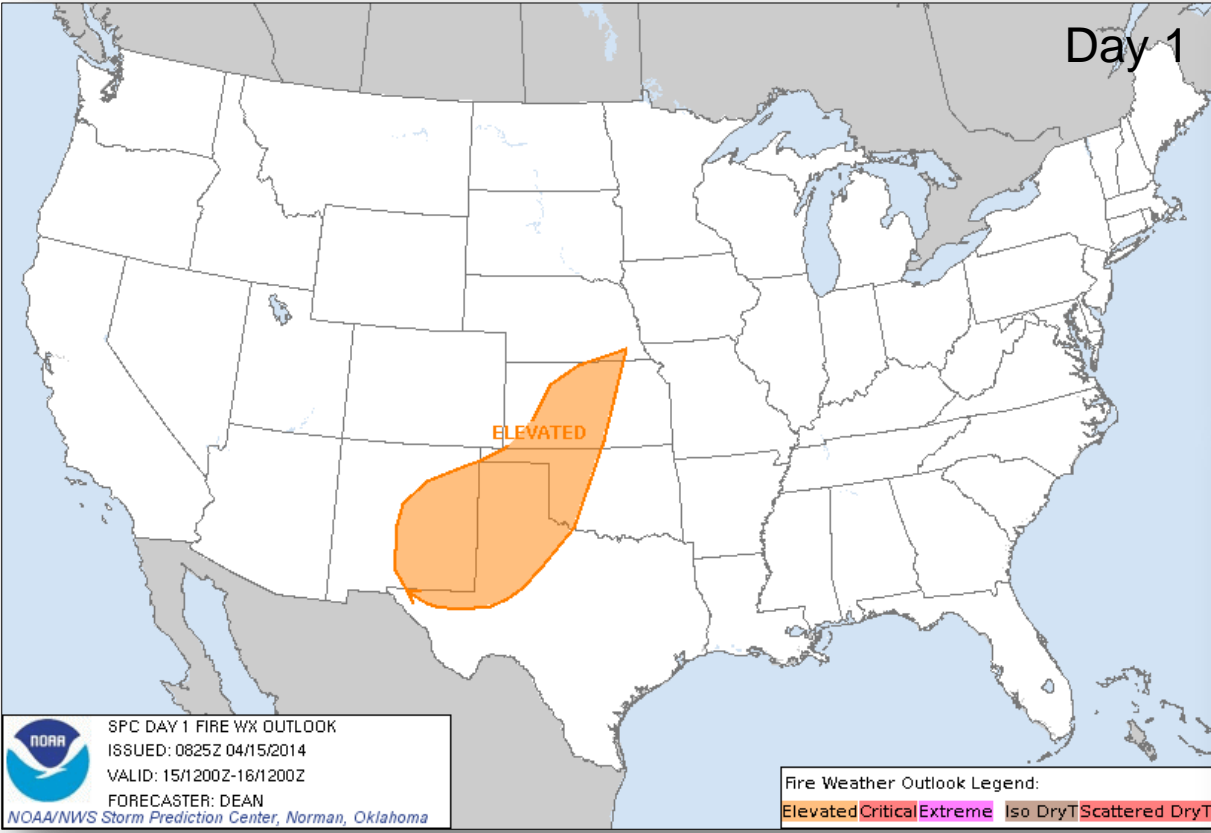 Day 1
ELEVATED
NOAA
SPC DAY 1 FIRE WX OUTLOOK
ISSUED: 0825Z 04/15/2014
VALID: 15/1200Z-16/1200Z
FORECASTER: DEAN
NOAA/NWS Storm Prediction Center, Norman, Oklahoma
Fire Weather Outlook Legend:
Elevated Critical Extreme Iso DryT Scattered DryT